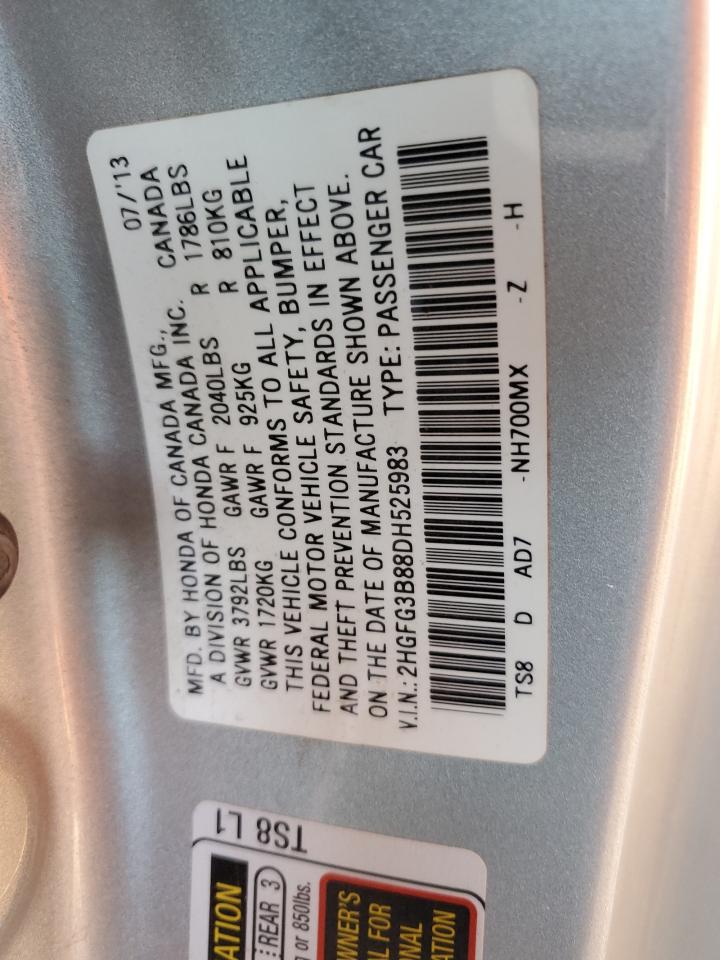 07/'13
MFD. BY HONDA OF CANADA MFG.,
A DIVISION OF HONDA CANADA INC. CANADA
GVWR 3792LBS GAWR F 2040LBS R 1786LBS
GVWR 1720KG GAWR F 925KG R 810KG
THIS VEHICLE CONFORMS TO ALL APPLICABLE
FEDERAL MOTOR VEHICLE SAFETY, BUMPER,
AND THEFT PREVENTION STANDARDS IN EFFECT
ON THE DATE OF MANUFACTURE SHOWN ABOVE.
V.I.N.: 2HGFG3B88DH525983 TYPE: PASSENGER CAR
TS8 D AD7 -NH700MX -Z -H
TS8 L1
ATION
REAR 3
or 850lbs.
WNER'S
L FOR
NAL
ATION